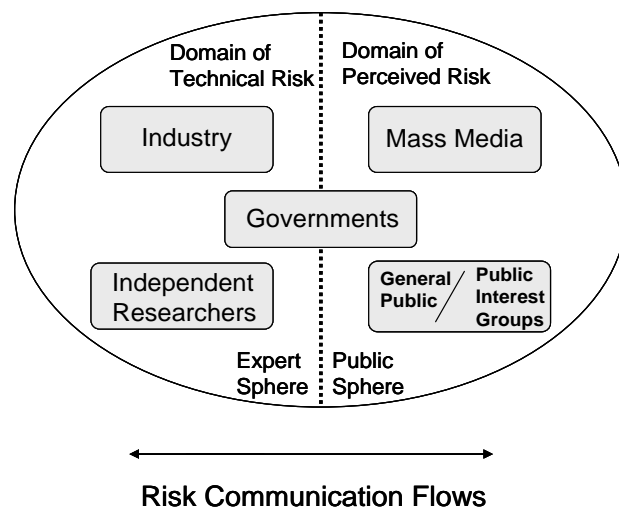 Domain of
Technical Risk
Domain of
Perceived Risk
Industry
Mass Media
Governments
Independent
Researchers
General
Public
/
Public
Interest
Groups
Expert
Sphere
Public
Sphere
Risk Communication Flows